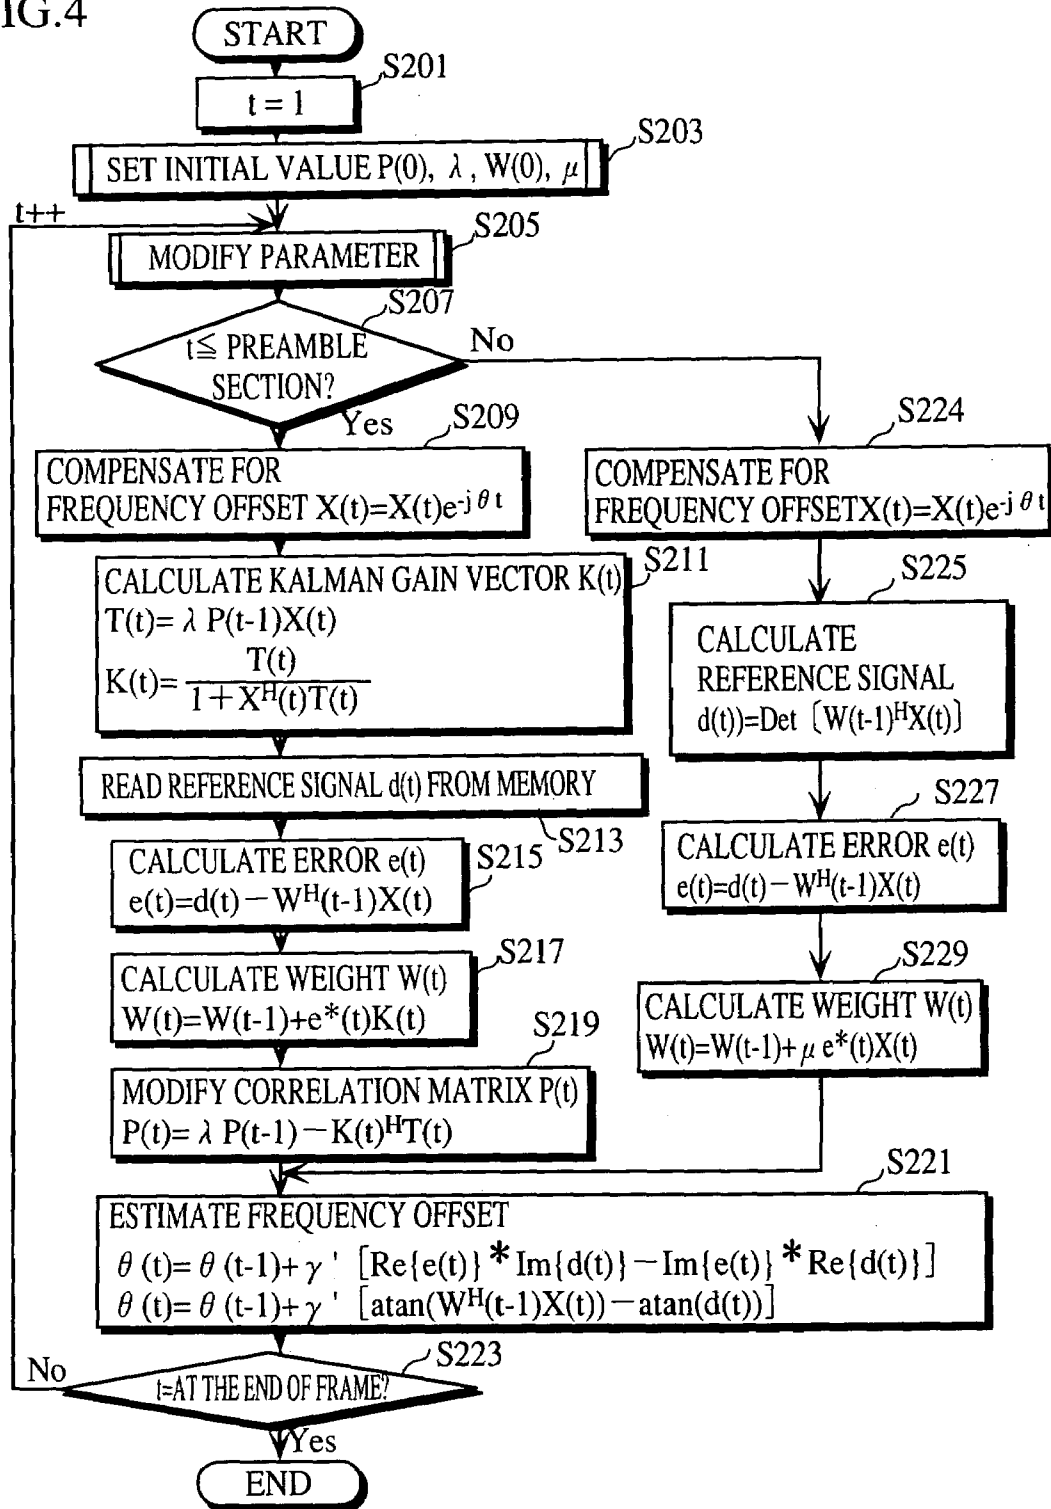 IG.4
START
S201
t = 1
S203
SET INITIAL VALUE P(0), λ, W(0), μ
t++
S205
MODIFY PARAMETER
S207
t≦ PREAMBLE
SECTION?
No
Yes
S209
COMPENSATE FOR
FREQUENCY OFFSET X(t)=X(t)e^-jθt
S211
CALCULATE KALMAN GAIN VECTOR K(t)
T(t)= λ P(t-1)X(t)
K(t)= T(t)
1+X^H(t)T(t)
READ REFERENCE SIGNAL d(t) FROM MEMORY
S213
CALCULATE ERROR e(t)
e(t)=d(t)−W^H(t-1)X(t)
S215
S217
CALCULATE WEIGHT W(t)
W(t)=W(t-1)+e*(t)K(t)
S219
MODIFY CORRELATION MATRIX P(t)
P(t)= λ P(t-1)−K(t)^HT(t)
S224
COMPENSATE FOR
FREQUENCY OFFSETX(t)=X(t)e^-jθt
S225
CALCULATE
REFERENCE SIGNAL
d(t))=Det [W(t-1)^HX(t)]
S227
CALCULATE ERROR e(t)
e(t)=d(t)−W^H(t-1)X(t)
S229
CALCULATE WEIGHT W(t)
W(t)=W(t-1)+μ e*(t)X(t)
S221
ESTIMATE FREQUENCY OFFSET
θ (t)= θ (t-1)+ γ ' [Re{e(t)} * Im{d(t)}−Im{e(t)} * Re{d(t)}]
θ (t)= θ (t-1)+ γ ' [atan(W^H(t-1)X(t))−atan(d(t))]
S223
t=AT THE END OF FRAME?
No
Yes
END